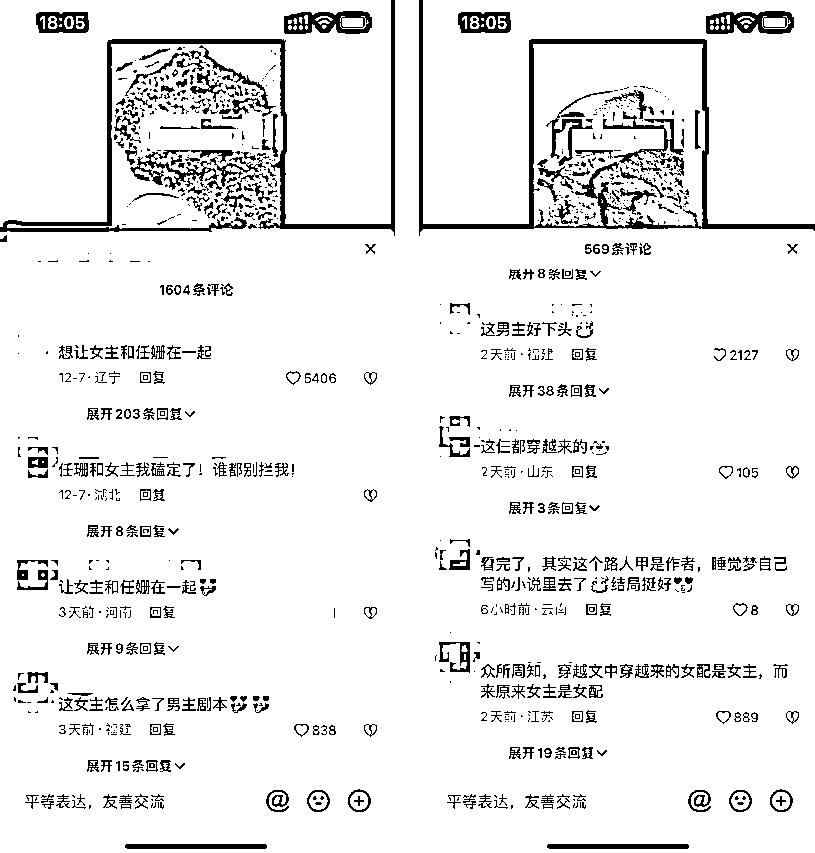 18:05
1604条评论
想让女主和任姗在一起
12-7·辽宁 回复 5406
展开203条回复
任珊和女主我磕定了！谁都别拦我！
12-7·湖北 回复
展开8条回复
让女主和任姗在一起
3天前·河南 回复
展开9条回复
这女主怎么拿了男主剧本
3天前·福建 回复 838
展开15条回复
平等表达，友善交流
18:05
569条评论
展开8条回复
这男主好下头
2天前·福建 回复 2127
展开38条回复
这仨都穿越来的
2天前·山东 回复 105
展开3条回复
看完了，其实这个路人甲是作者，睡觉梦自己
写的小说里去了结局挺好
6小时前·云南 回复 8
众所周知，穿越文中穿越来的女配是女主，而
来原来女主是女配
2天前·江苏 回复 889
展开19条回复
平等表达，友善交流